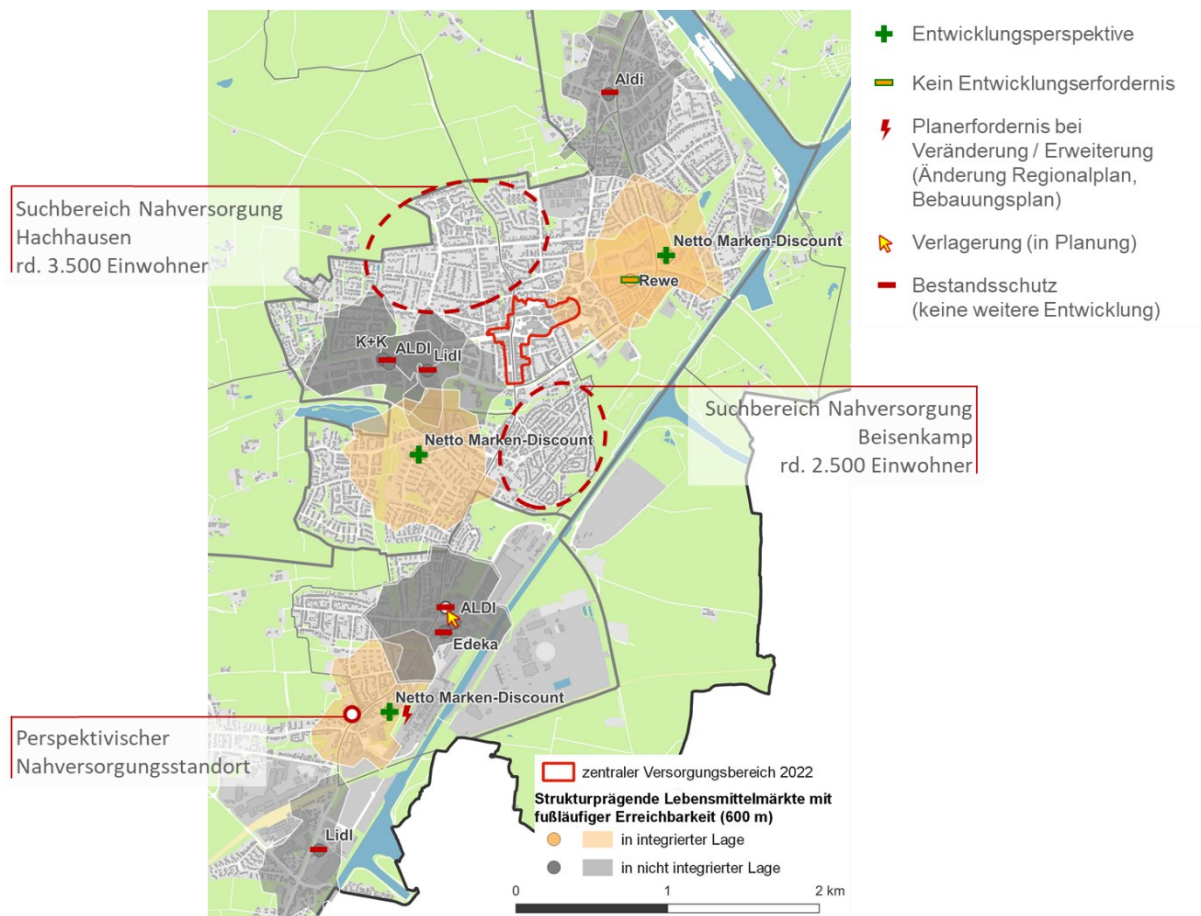 Entwicklungsperspektive
Kein Entwicklungserfordernis
Planerfordernis bei
Veränderung / Erweiterung
(Änderung Regionalplan,
Bebauungsplan)
Verlagerung (in Planung)
Bestandsschutz
(keine weitere Entwicklung)
Aldi
Suchbereich Nahversorgung
Hachhausen
rd. 3.500 Einwohner
Netto Marken-Discount
Rewe
K+K
ALDI
Lidl
Suchbereich Nahversorgung
Beisenkamp
rd. 2.500 Einwohner
Netto Marken-Discount
ALDI
Edeka
Netto Marken-Discount
Perspektivischer
Nahversorgungsstandort
Lidl
zentraler Versorgungsbereich 2022
Strukturprägende Lebensmittelmärkte mit
fußläufiger Erreichbarkeit (600 m)
in integrierter Lage
in nicht integrierter Lage
0 1 2 km